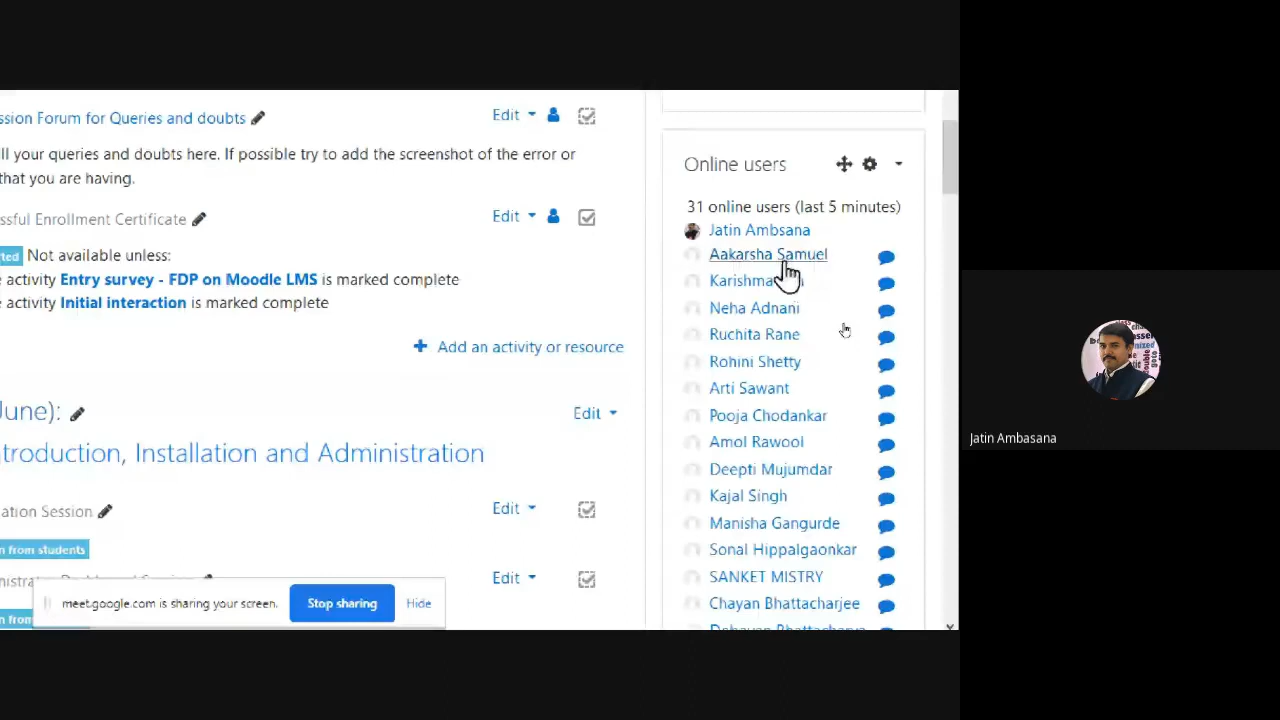 ssion Forum for Queries and doubts
Edit
ll your queries and doubts here. If possible try to add the screenshot of the error or
that you are having.
ssful Enrollment Certificate
Edit
ted Not available unless:
e activity Entry survey - FDP on Moodle LMS is marked complete
e activity Initial interaction is marked complete
+ Add an activity or resource
June):
Edit
troduction, Installation and Administration
ation Session
Edit
n from students
Edit
n from
meet.google.com is sharing your screen.
Stop sharing
Hide
Online users
31 online users (last 5 minutes)
Jatin Ambsana
Aakarsha Samuel
Karishma
Neha Adnani
Ruchita Rane
Rohini Shetty
Arti Sawant
Pooja Chodankar
Amol Rawool
Deepti Mujumdar
Kajal Singh
Manisha Gangurde
Sonal Hippalgaonkar
SANKET MISTRY
Chayan Bhattacharjee
Jatin Ambasana